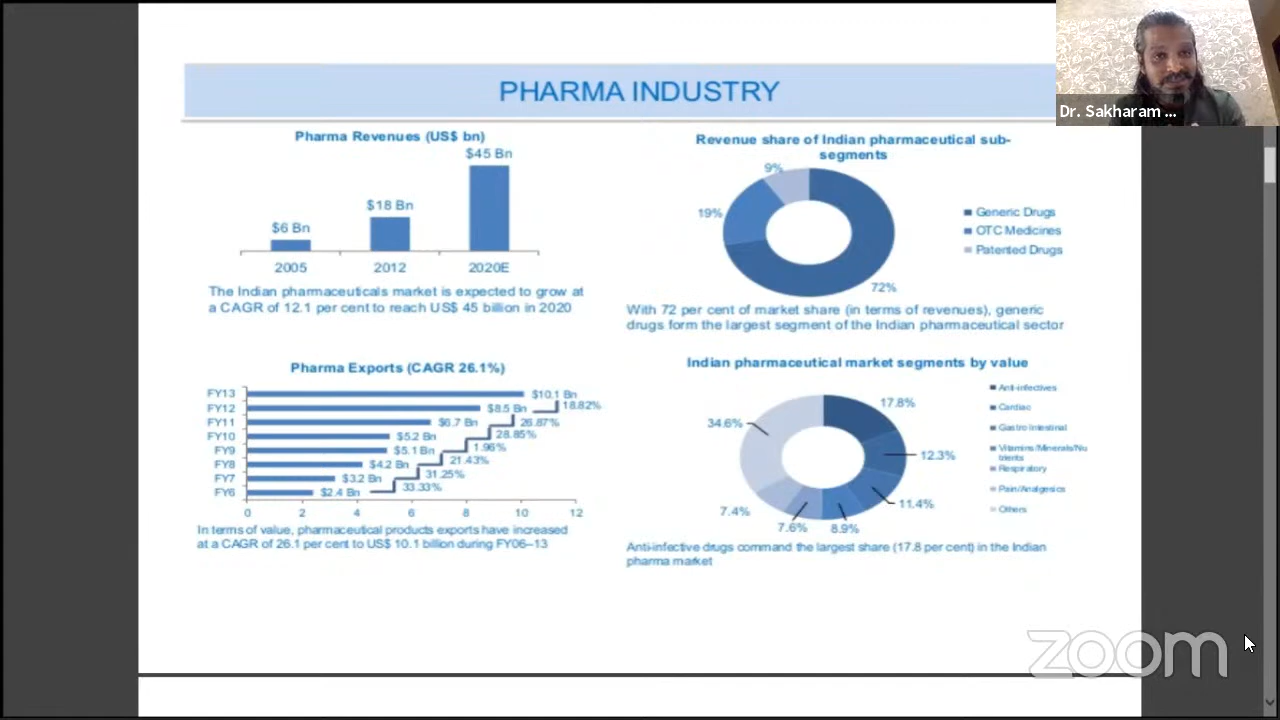 PHARMA INDUSTRY
Dr. Sakharam ...
Pharma Revenues (US$ bn)
$45 Bn
$18 Bn
$6 Bn
2005 2012 2020E
The Indian pharmaceuticals market is expected to grow at
a CAGR of 12.1 per cent to reach US$ 45 billion in 2020
Revenue share of Indian pharmaceutical sub-
segments
9%
19%
72%
Generic Drugs
OTC Medicines
Patented Drugs
With 72 per cent of market share (in terms of revenues), generic
drugs form the largest segment of the Indian pharmaceutical sector
Pharma Exports (CAGR 26.1%)
FY13 $10.1 Bn
FY12 $8.5 Bn 18.82%
FY11 $6.7 Bn 26.87%
FY10 $5.2 Bn 28.85%
FY9 $5.1 Bn 1.96%
FY8 $4.2 Bn 21.43%
FY7 $3.2 Bn 31.25%
FY6 $2.4 Bn 33.33%
0 2 4 6 8 10 12
In terms of value, pharmaceutical products exports have increased
at a CAGR of 26.1 per cent to US$ 10.1 billion during FY06–13
Indian pharmaceutical market segments by value
17.8%
34.6%
12.3%
11.4%
7.4%
7.6% 8.9%
Anti-infectives
Cardiac
Gastro Intestinal
Vitamins/Minerals/Nu
trients
Respiratory
Pain/Analgesics
Others
Anti-infective drugs command the largest share (17.8 per cent) in the Indian
pharma market
zoom